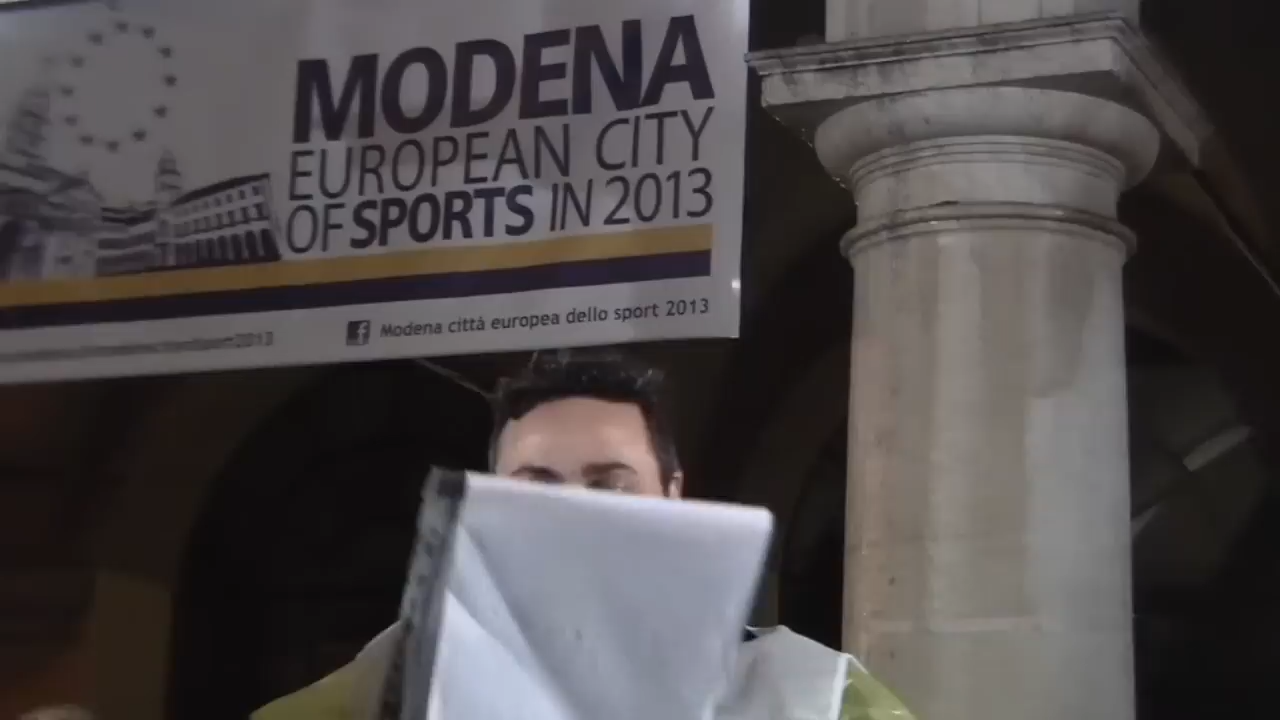 MODENA
EUROPEAN CITY
OF SPORTS IN 2013
Modena città europea dello sport 2013